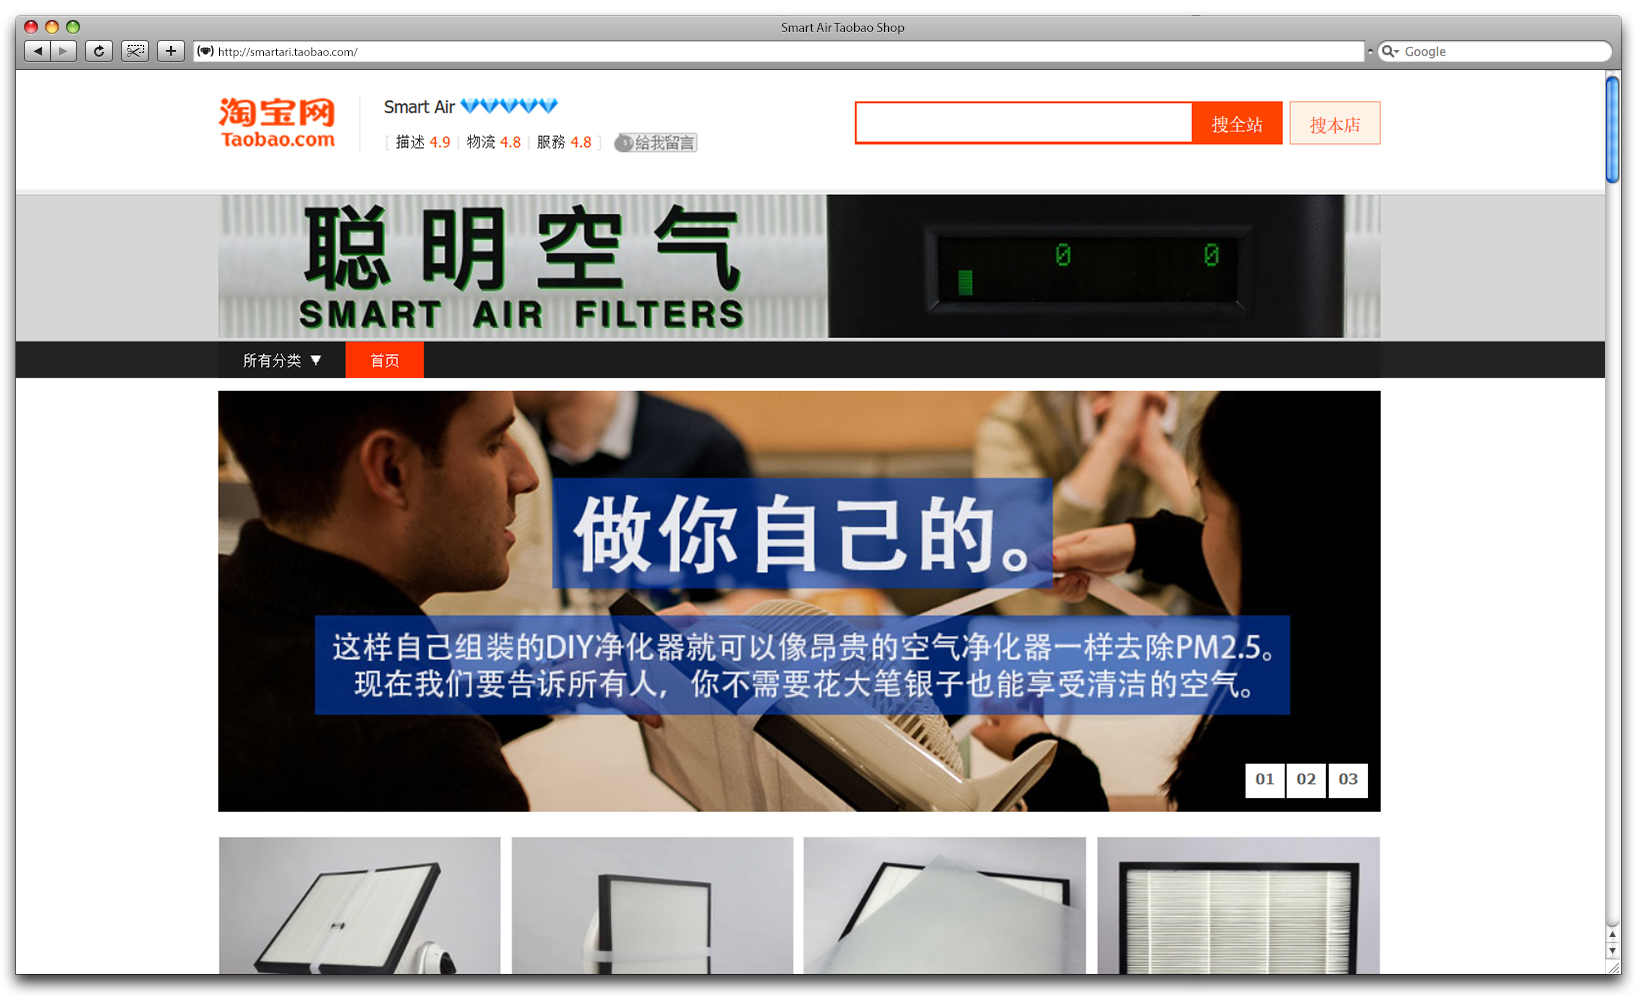 Smart Air Taobao Shop
http://smartari.taobao.com/
Google
淘宝网
Taobao.com
Smart Air
描述 4.9 | 物流 4.8 | 服務 4.8
给我留言
搜全站
搜本店
聪明空气
SMART AIR FILTERS
0 0
所有分类 ▼
首页
做你自己的。
这样自己组装的DIY净化器就可以像昂贵的空气净化器一样去除PM2.5。
现在我们要告诉所有人，你不需要花大笔银子也能享受清洁的空气。
01 02 03